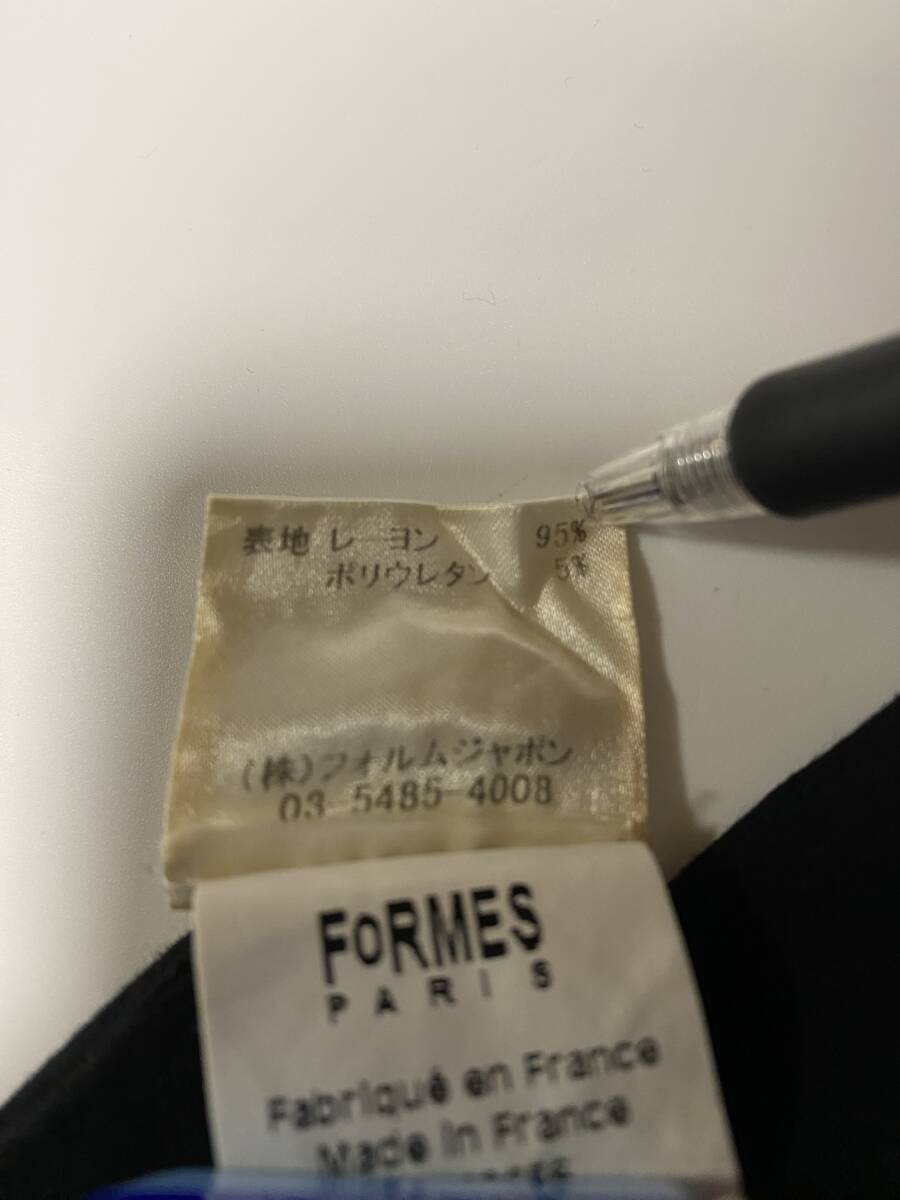 表地 レーヨン 95%
ポリウレタン 5%
(株)フォルムジャポン
03-5485-4008
FoRMES
PARIS
Fabriqué en France
Made in France